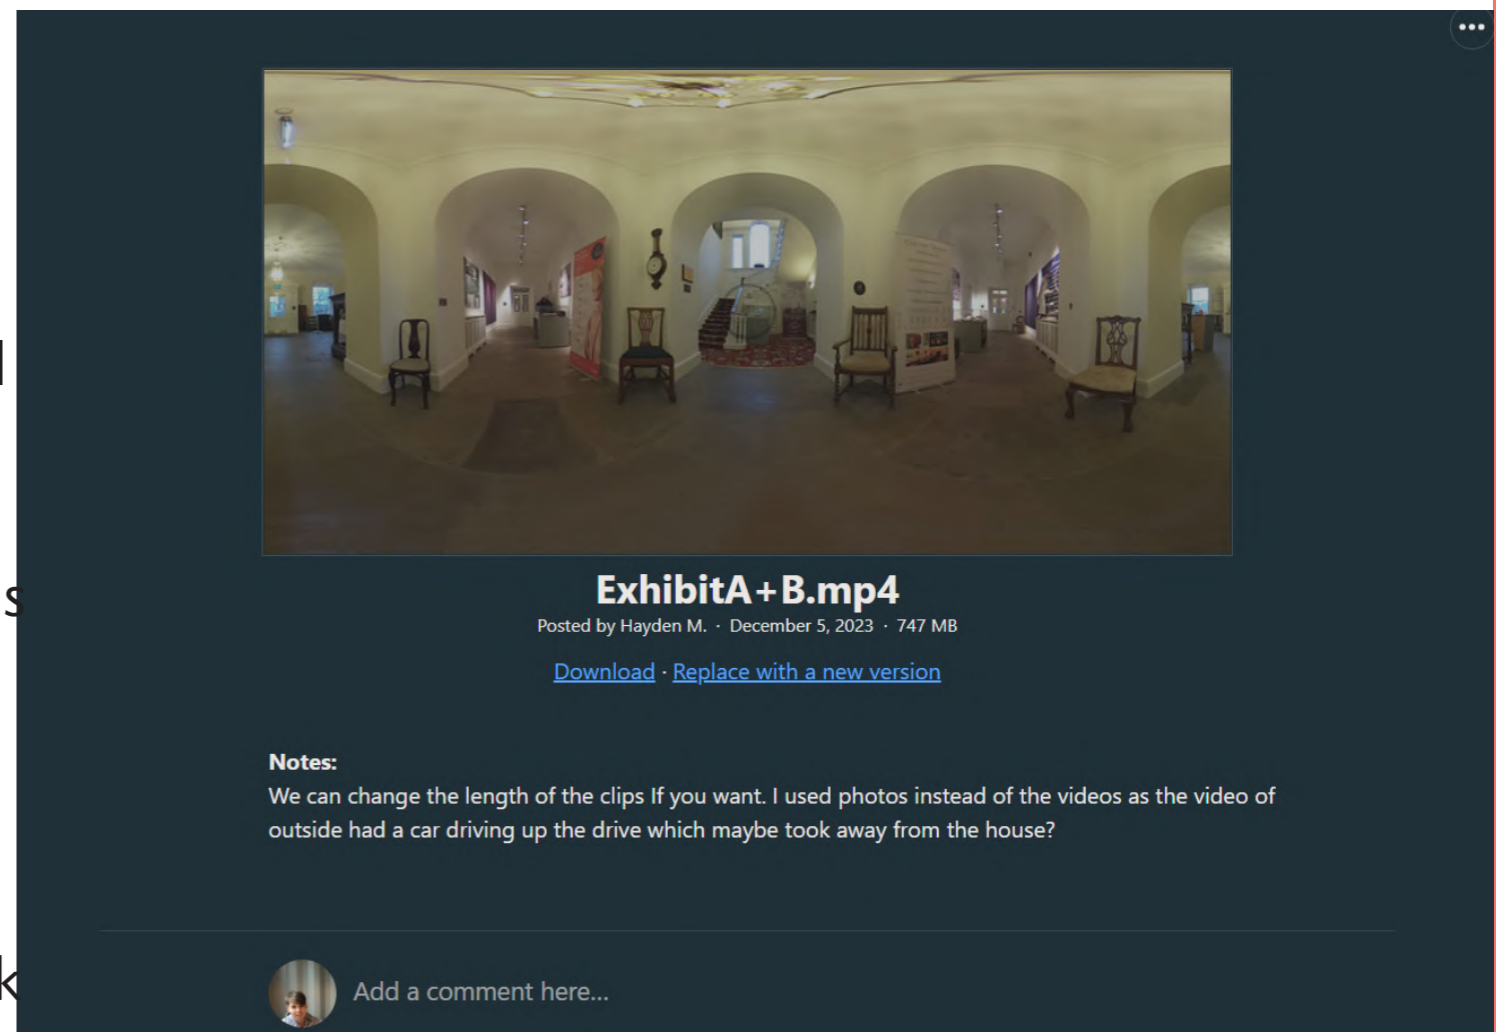 ExhibitA+B.mp4
Posted by Hayden M. · December 5, 2023 · 747 MB
Download · Replace with a new version
Notes:
We can change the length of the clips If you want. I used photos instead of the videos as the video of
outside had a car driving up the drive which maybe took away from the house?
s
k
Add a comment here...